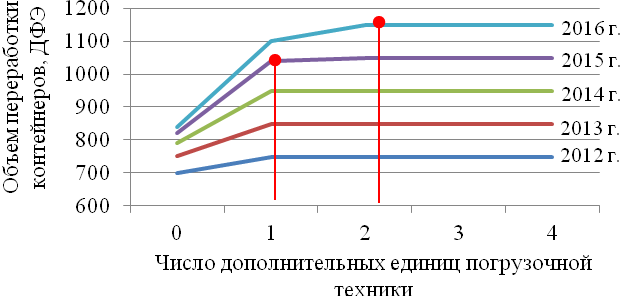 Объем переработки
контейнеров, ДФЭ
1200
1100
1000
900
800
700
600
2016 г.
2015 г.
2014 г.
2013 г.
2012 г.
0 1 2 3 4
Число дополнительных единиц погрузочной
техники